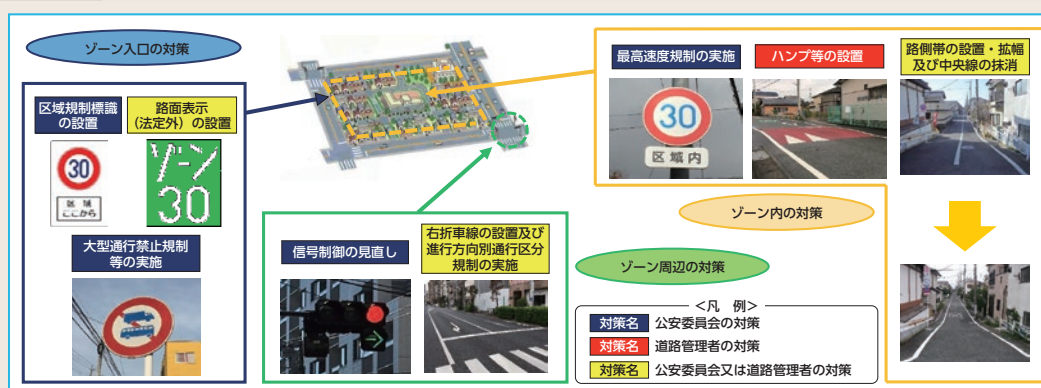 ゾーン入口の対策
区域規制標識
の設置
路面表示
(法定外)の設置
30
区 域
ここから
ゾーン
30
大型通行禁止規制
等の実施
信号制御の見直し
右折車線の設置及び
進行方向別通行区分
規制の実施
最高速度規制の実施
30
区域内
ハンプ等の設置
路側帯の設置・拡幅
及び中央線の抹消
ゾーン内の対策
ゾーン周辺の対策
<凡 例>
対策名 公安委員会の対策
対策名 道路管理者の対策
対策名 公安委員会又は道路管理者の対策